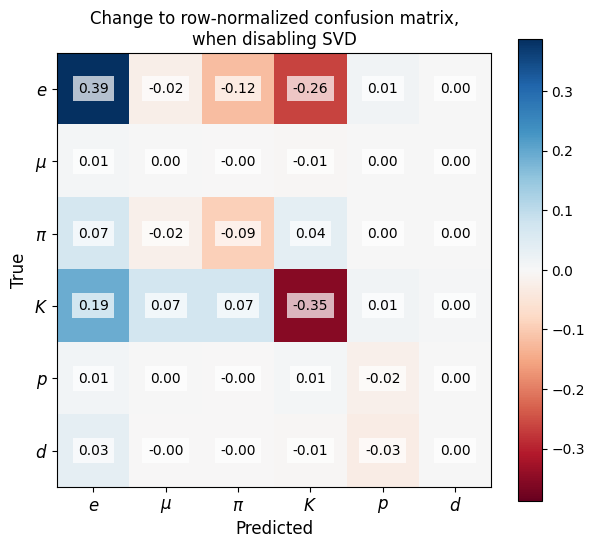 Change to row-normalized confusion matrix,
when disabling SVD
e 0.39 -0.02 -0.12 -0.26 0.01 0.00
μ 0.01 0.00 -0.00 -0.01 0.00 0.00
π 0.07 -0.02 -0.09 0.04 0.00 0.00
K 0.19 0.07 0.07 -0.35 0.01 0.00
p 0.01 0.00 -0.00 0.01 -0.02 0.00
d 0.03 -0.00 -0.00 -0.01 -0.03 0.00
e μ π K p d
Predicted
True
0.3
0.2
0.1
0.0
−0.1
−0.2
−0.3